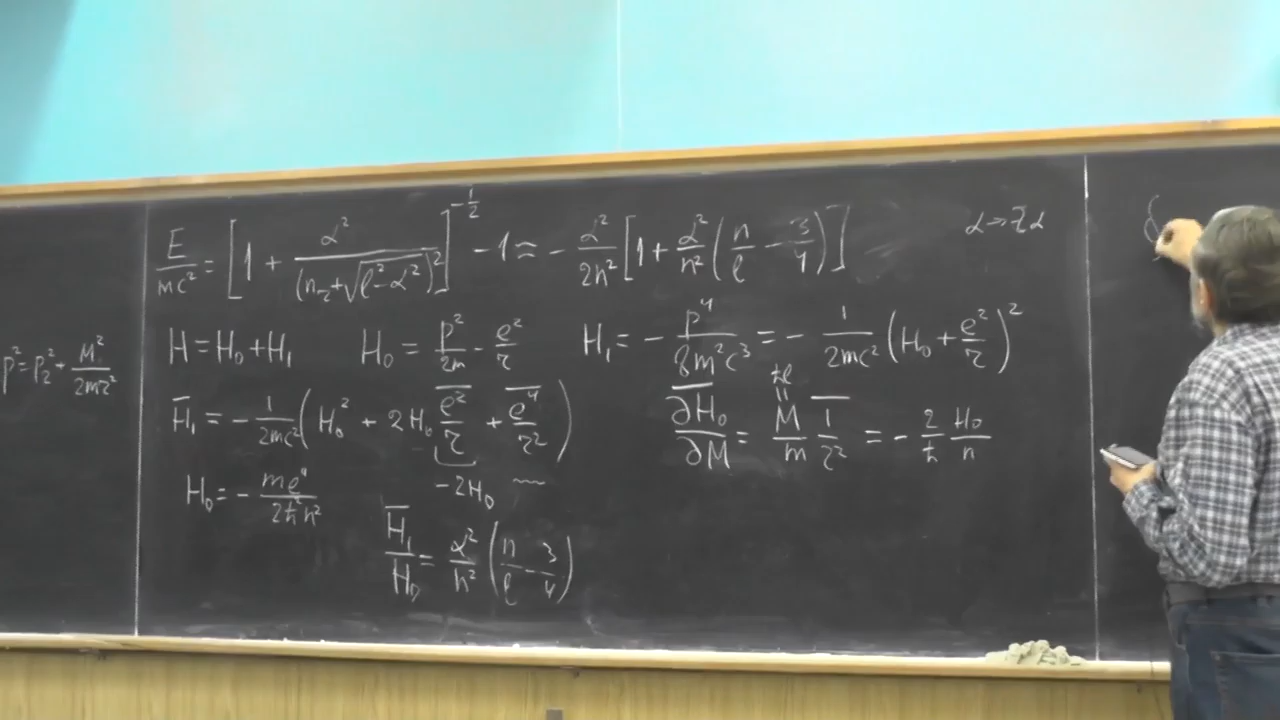 E/mc² = [1 + α²/(n_r+√(l²-α²))²]^(-1/2) - 1 ≈ - α²/2n² [1 + α²/n² (n/l - 3/4)]    α→Zα
p² = p_r² + M²/2mr²
H = H₀ + H₁    H₀ = p²/2m - e²/r    H₁ = - p⁴/8m²c³ = - 1/2mc² (H₀ + e²/r)²
H̅₁ = - 1/2mc² (H₀² + 2H₀ e²/r + e⁴/r²)    ∂H₀/∂M = M/m 1/r² = - 2/ħ H₀/n
ħl
=
-2H₀
H₀ = - me⁴/2ħ²n²
H̅₁/H₀ = α²/n² (n/l - 3/4)